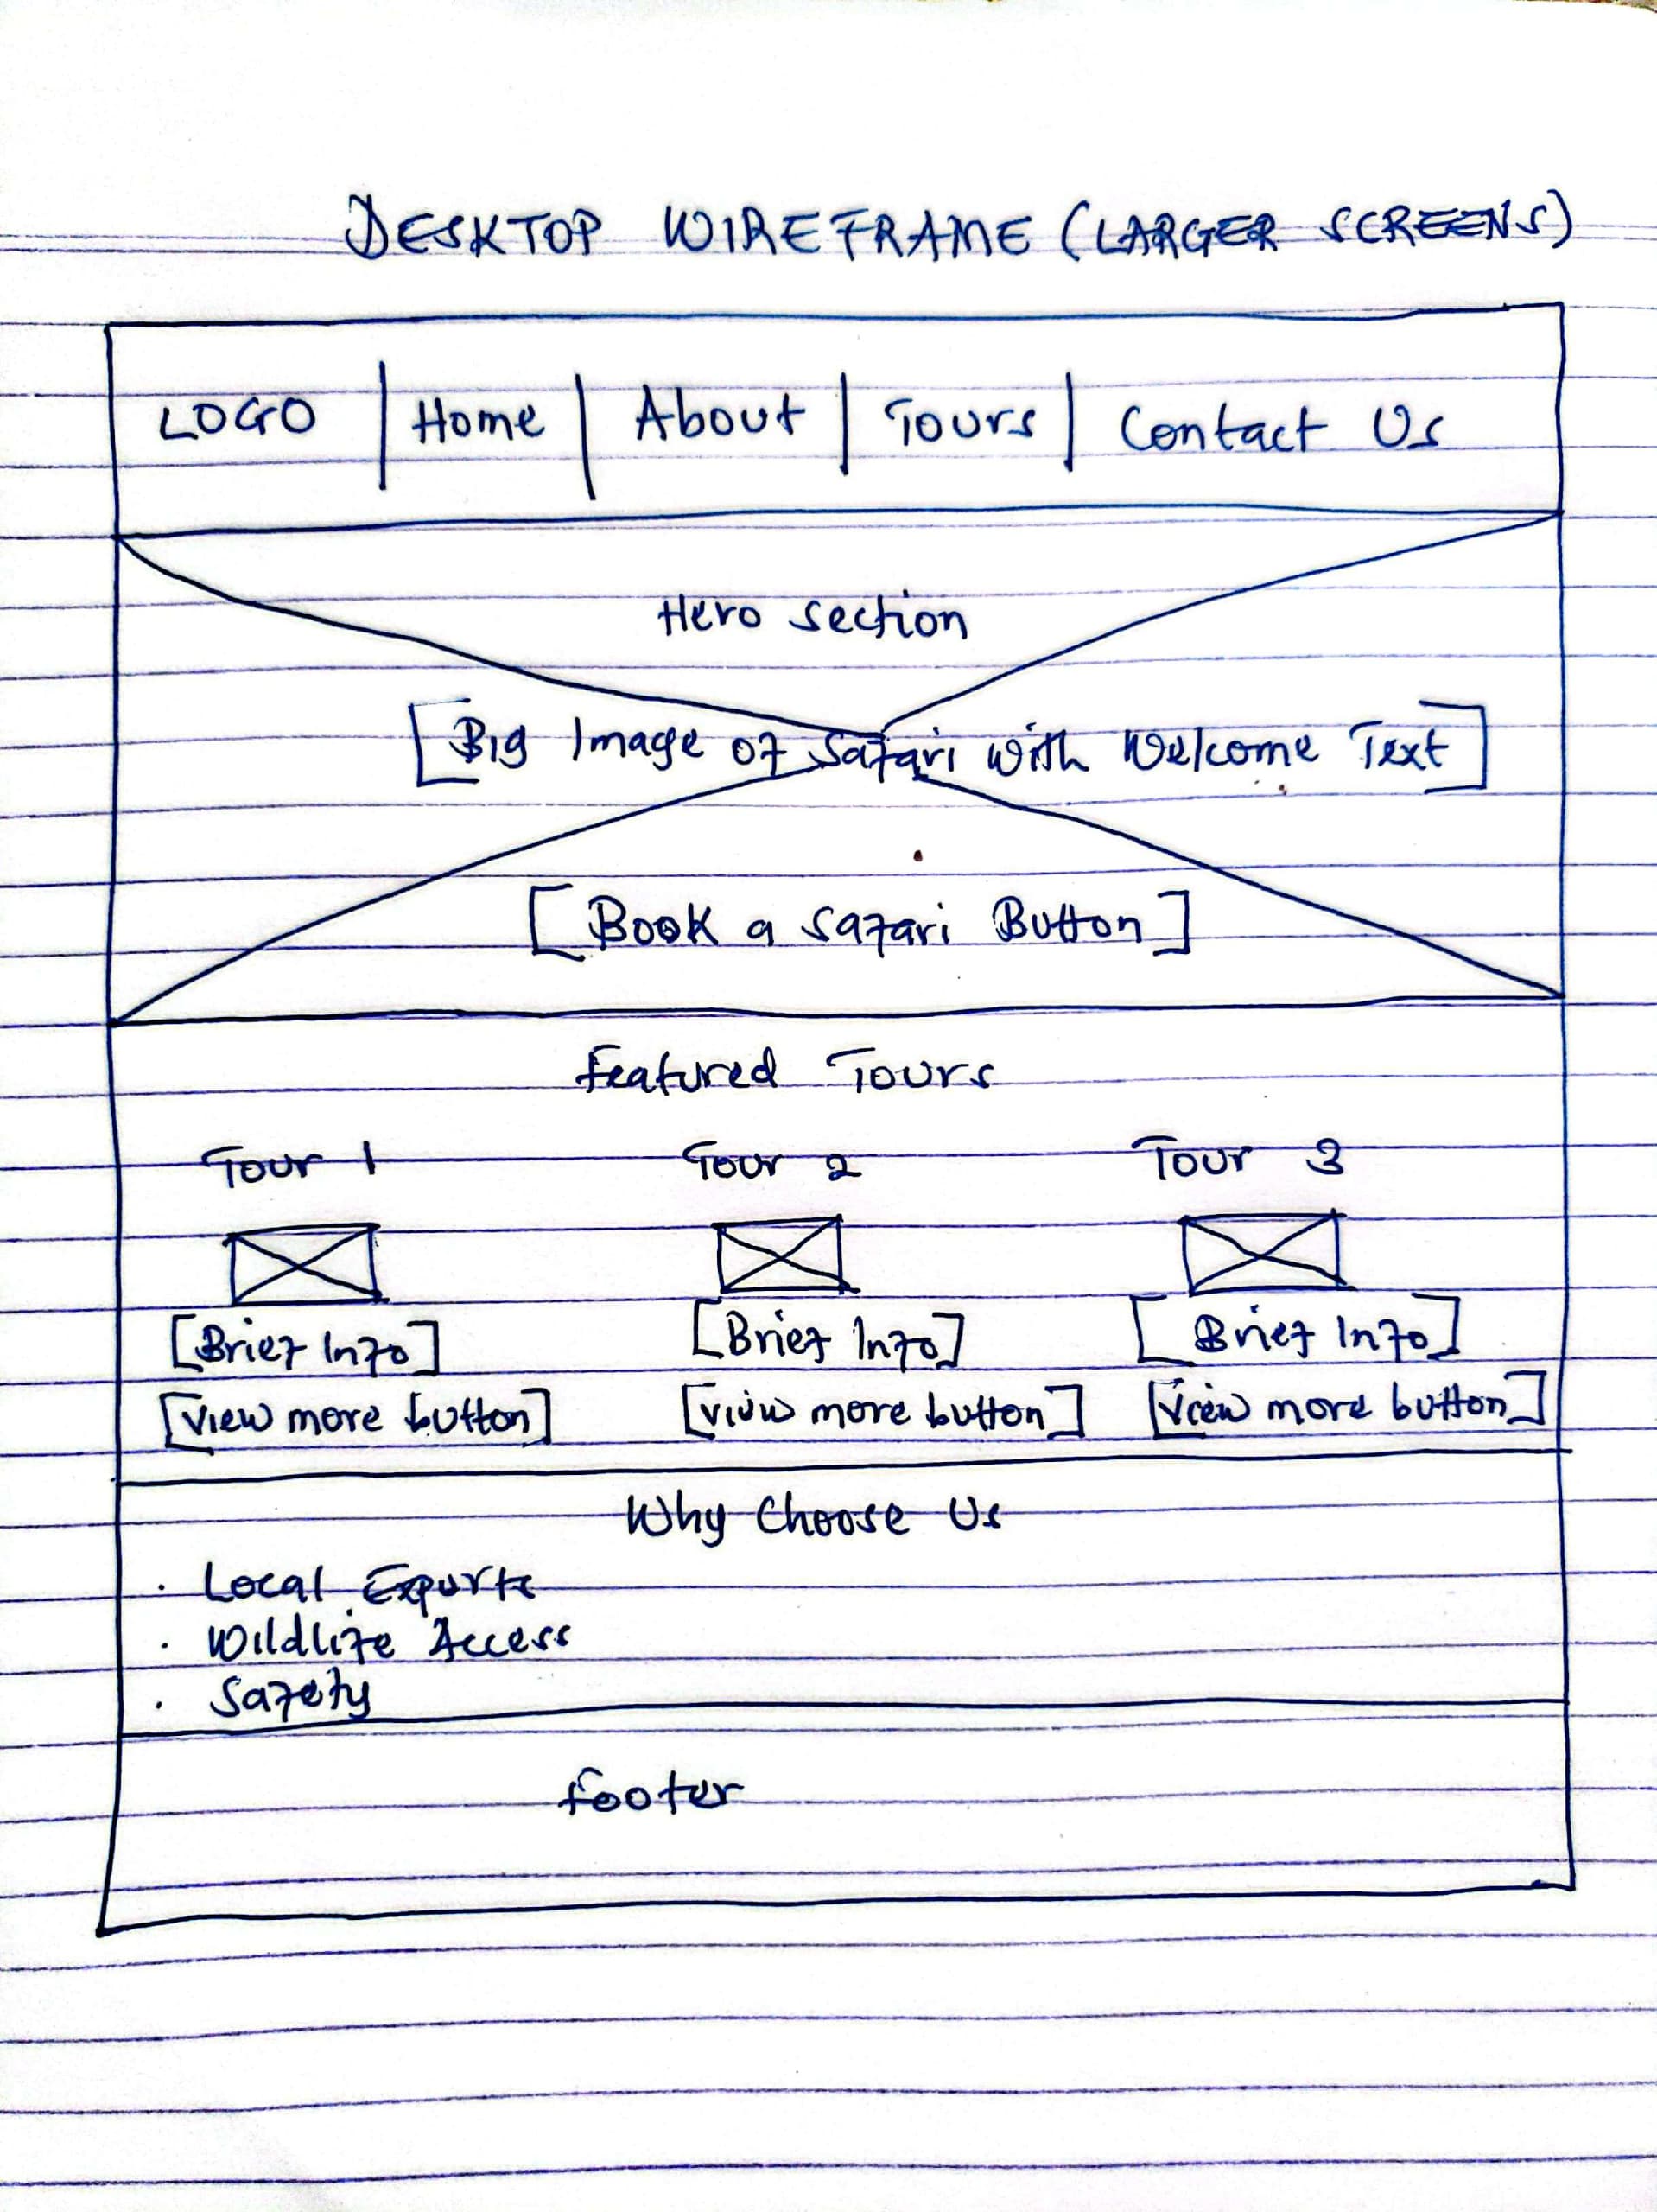 DESKTOP WIREFRAME (LARGER SCREENS)
LOGO | Home | About | Tours | Contact Us
Hero section
[Big Image of Safari with Welcome Text]
[Book a Safari Button]
Featured Tours
Tour 1 Tour 2 Tour 3
[Brief Info] [Brief Info] [Brief Info]
[View more button] [view more button] [View more button]
Why Choose Us
. Local Experts
. Wildlife Access
. Safety
footer